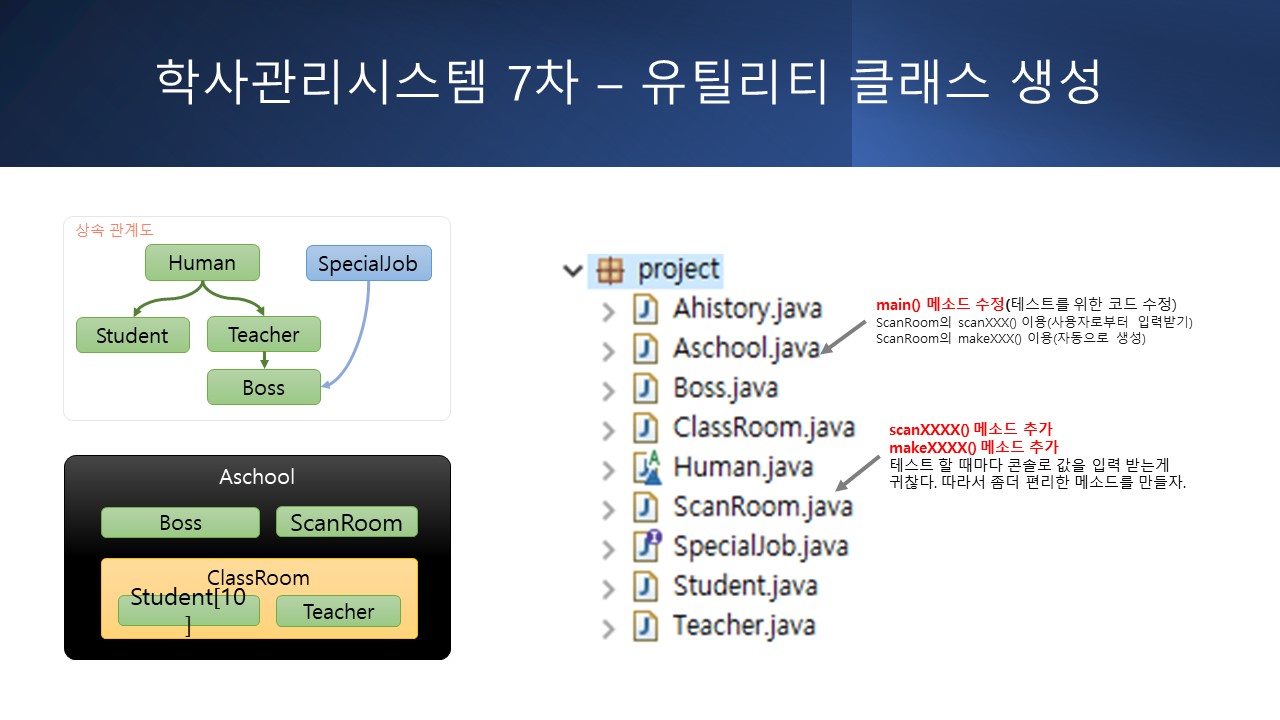 학사관리시스템 7차 – 유틸리티 클래스 생성
상속 관계도
Human
SpecialJob
Student
Teacher
Boss
Aschool
Boss
ScanRoom
ClassRoom
Student[10
]
Teacher
project
Ahistory.java
Aschool.java
Boss.java
ClassRoom.java
Human.java
ScanRoom.java
SpecialJob.java
Student.java
Teacher.java
main() 메소드 수정(테스트를 위한 코드 수정)
ScanRoom의 scanXXX() 이용(사용자로부터 입력받기)
ScanRoom의 makeXXX() 이용(자동으로 생성)
scanXXXX() 메소드 추가
makeXXXX() 메소드 추가
테스트 할 때마다 콘솔로 값을 입력 받는게
귀찮다. 따라서 좀더 편리한 메소드를 만들자.